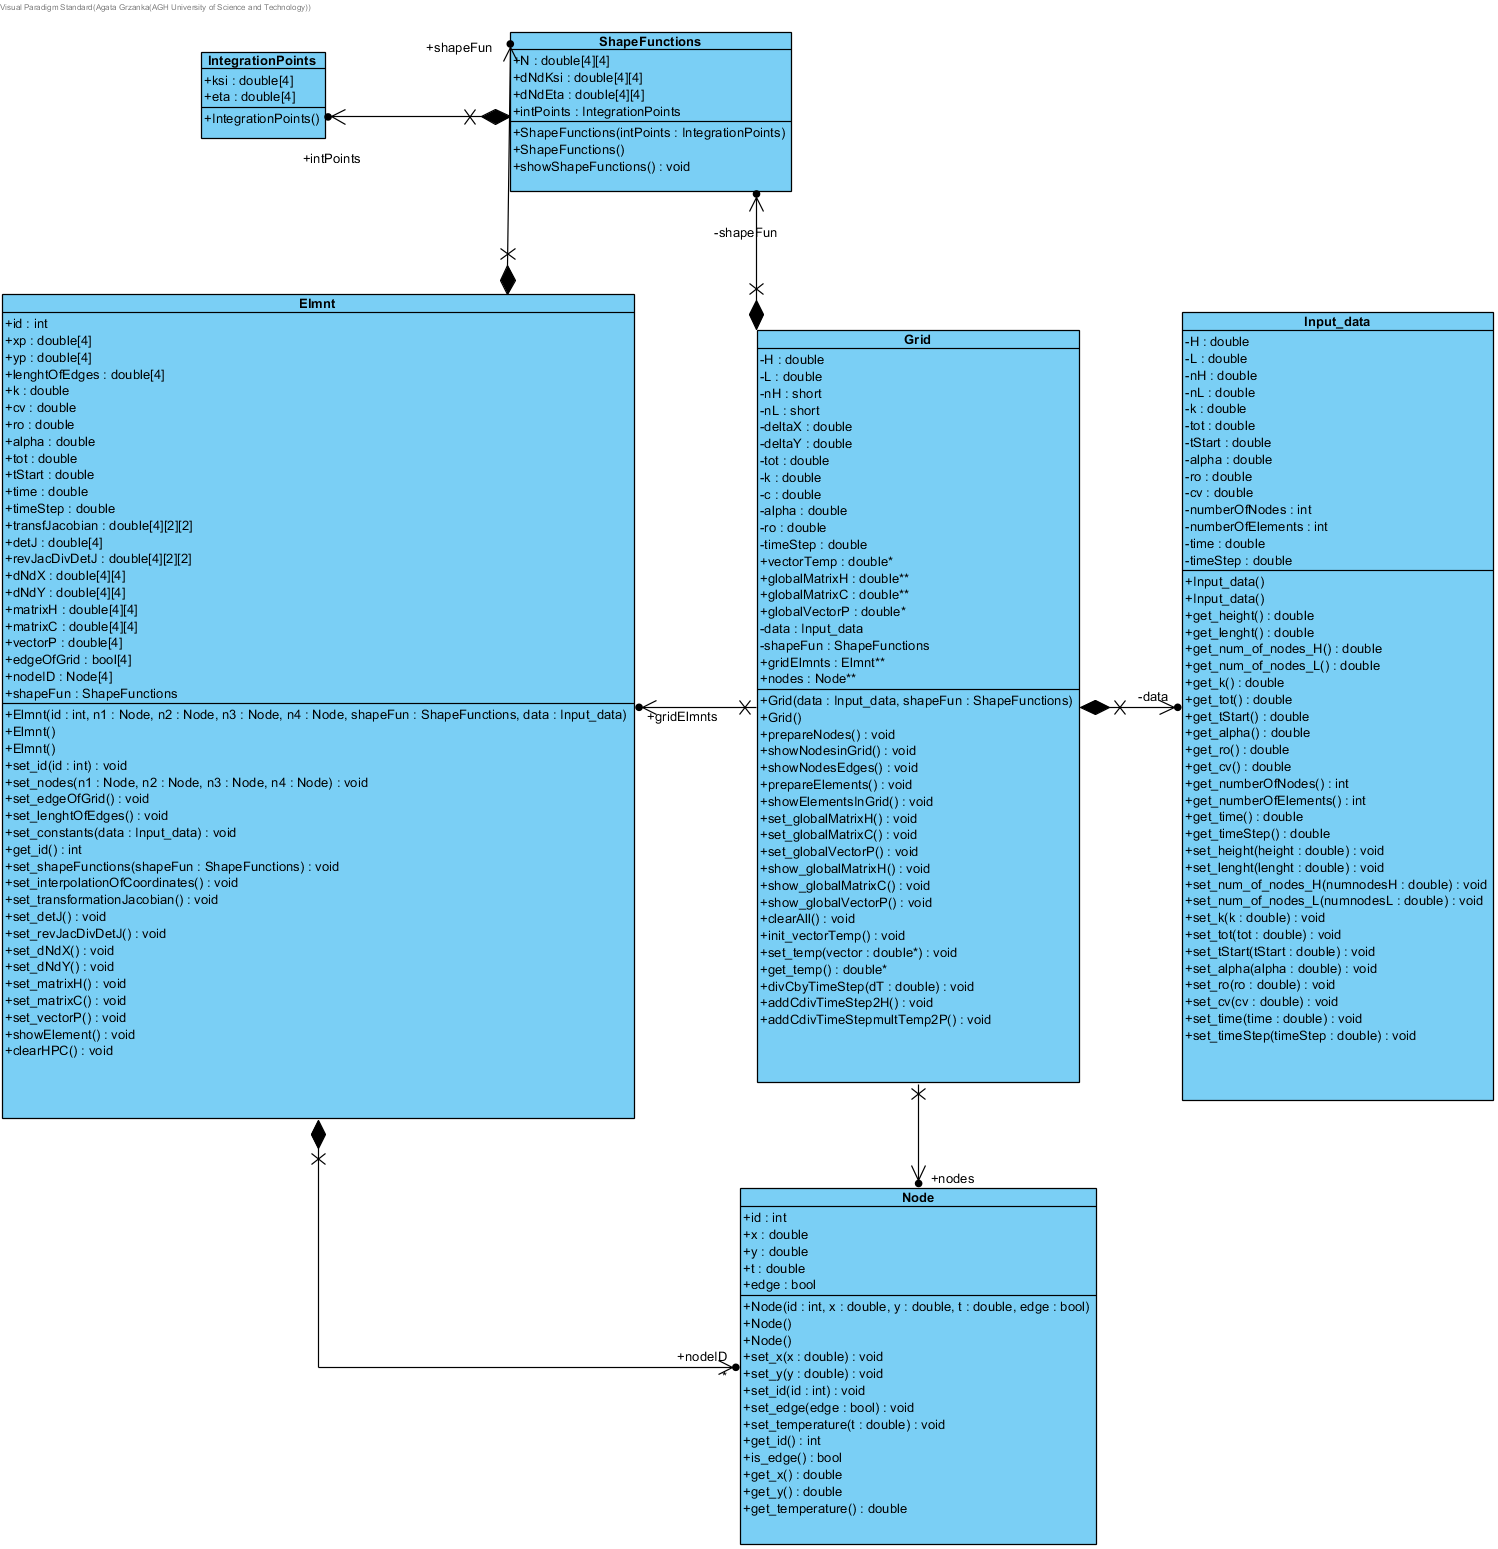 Visual Paradigm Standard(Agata Grzanka(AGH University of Science and Technology))
IntegrationPoints
+ksi : double[4]
+eta : double[4]
+IntegrationPoints()
+intPoints
+shapeFun
ShapeFunctions
+N : double[4][4]
+dNdKsi : double[4][4]
+dNdEta : double[4][4]
+intPoints : IntegrationPoints
+ShapeFunctions(intPoints : IntegrationPoints)
+ShapeFunctions()
+showShapeFunctions() : void
-shapeFun
Elmnt
+id : int
+xp : double[4]
+yp : double[4]
+lenghtOfEdges : double[4]
+k : double
+cv : double
+ro : double
+alpha : double
+tot : double
+tStart : double
+time : double
+timeStep : double
+transfJacobian : double[4][2][2]
+detJ : double[4]
+revJacDivDetJ : double[4][2][2]
+dNdX : double[4][4]
+dNdY : double[4][4]
+matrixH : double[4][4]
+matrixC : double[4][4]
+vectorP : double[4]
+edgeOfGrid : bool[4]
+nodeID : Node[4]
+shapeFun : ShapeFunctions
+Elmnt(id : int, n1 : Node, n2 : Node, n3 : Node, n4 : Node, shapeFun : ShapeFunctions, data : Input_data)
+Elmnt()
+Elmnt()
+set_id(id : int) : void
+set_nodes(n1 : Node, n2 : Node, n3 : Node, n4 : Node) : void
+set_edgeOfGrid() : void
+set_lenghtOfEdges() : void
+set_constants(data : Input_data) : void
+get_id() : int
+set_shapeFunctions(shapeFun : ShapeFunctions) : void
+set_interpolationOfCoordinates() : void
+set_transformationJacobian() : void
+set_detJ() : void
+set_revJacDivDetJ() : void
+set_dNdX() : void
+set_dNdY() : void
+set_matrixH() : void
+set_matrixC() : void
+set_vectorP() : void
+showElement() : void
+clearHPC() : void
+gridElmnts
Grid
-H : double
-L : double
-nH : short
-nL : short
-deltaX : double
-deltaY : double
-tot : double
-k : double
-c : double
-alpha : double
-ro : double
-timeStep : double
+vectorTemp : double*
+globalMatrixH : double**
+globalMatrixC : double**
+globalVectorP : double*
-data : Input_data
-shapeFun : ShapeFunctions
+gridElmnts : Elmnt**
+nodes : Node**
+Grid(data : Input_data, shapeFun : ShapeFunctions)
+Grid()
+prepareNodes() : void
+showNodesinGrid() : void
+showNodesEdges() : void
+prepareElements() : void
+showElementsInGrid() : void
+set_globalMatrixH() : void
+set_globalMatrixC() : void
+set_globalVectorP() : void
+show_globalMatrixH() : void
+show_globalMatrixC() : void
+show_globalVectorP() : void
+clearAll() : void
+init_vectorTemp() : void
+set_temp(vector : double*) : void
+get_temp() : double*
+divCbyTimeStep(dT : double) : void
+addCdivTimeStep2H() : void
+addCdivTimeStepmultTemp2P() : void
-data
Input_data
-H : double
-L : double
-nH : double
-nL : double
-k : double
-tot : double
-tStart : double
-alpha : double
-ro : double
-cv : double
-numberOfNodes : int
-numberOfElements : int
-time : double
-timeStep : double
+Input_data()
+Input_data()
+get_height() : double
+get_lenght() : double
+get_num_of_nodes_H() : double
+get_num_of_nodes_L() : double
+get_k() : double
+get_tot() : double
+get_tStart() : double
+get_alpha() : double
+get_ro() : double
+get_cv() : double
+get_numberOfNodes() : int
+get_numberOfElements() : int
+get_time() : double
+get_timeStep() : double
+set_height(height : double) : void
+set_lenght(lenght : double) : void
+set_num_of_nodes_H(numnodesH : double) : void
+set_num_of_nodes_L(numnodesL : double) : void
+set_k(k : double) : void
+set_tot(tot : double) : void
+set_tStart(tStart : double) : void
+set_alpha(alpha : double) : void
+set_ro(ro : double) : void
+set_cv(cv : double) : void
+set_time(time : double) : void
+set_timeStep(timeStep : double) : void
+nodes
+nodeID
*
Node
+id : int
+x : double
+y : double
+t : double
+edge : bool
+Node(id : int, x : double, y : double, t : double, edge : bool)
+Node()
+Node()
+set_x(x : double) : void
+set_y(y : double) : void
+set_id(id : int) : void
+set_edge(edge : bool) : void
+set_temperature(t : double) : void
+get_id() : int
+is_edge() : bool
+get_x() : double
+get_y() : double
+get_temperature() : double